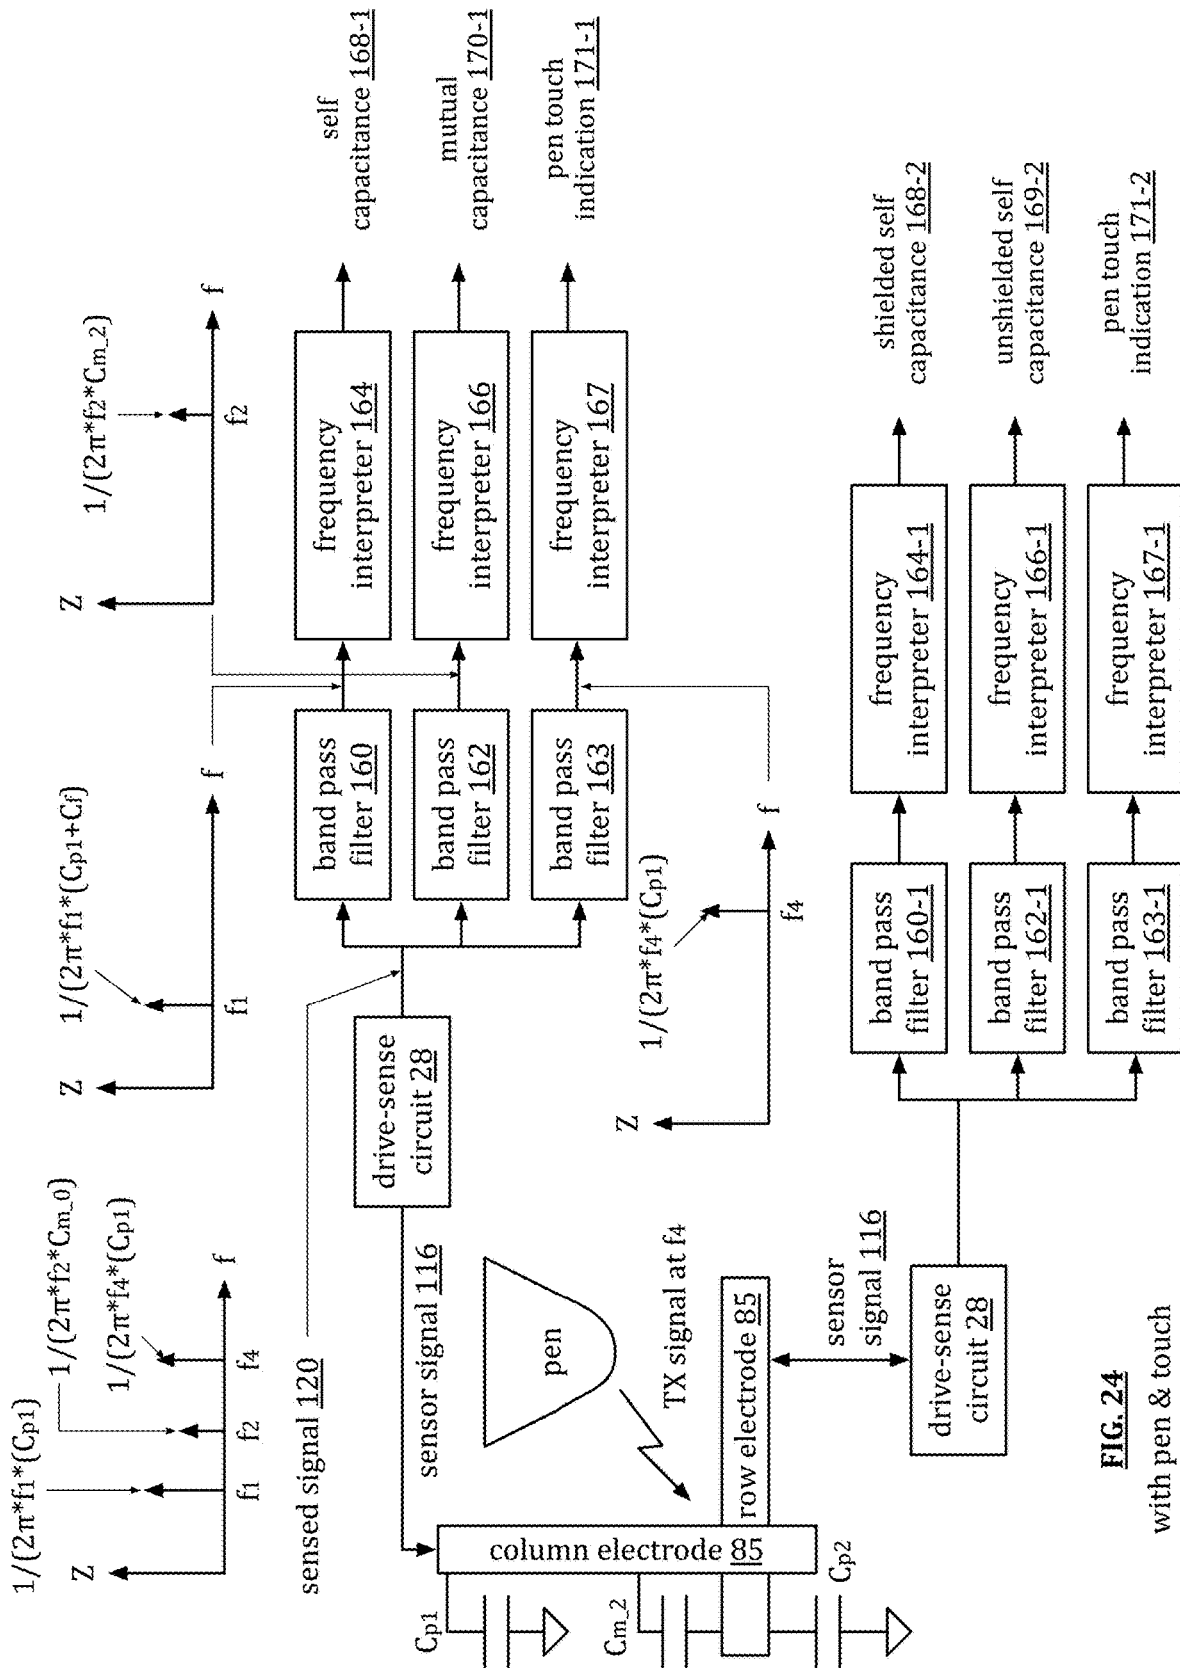 1/(2π*f1*(Cp1)
1/(2π*f2*Cm_0)
1/(2π*f4*(Cp1)
Z
f1
f2
f4
f
1/(2π*f1*(Cp1+Cf)
Z
f1
f
1/(2π*f2*Cm_2)
Z
f2
f
sensed signal 120
sensor signal 116
drive-sense
circuit 28
band pass
filter 160
band pass
filter 162
band pass
filter 163
frequency
interpreter 164
frequency
interpreter 166
frequency
interpreter 167
self
capacitance 168-1
mutual
capacitance 170-1
pen touch
indication 171-1
Cp1
Cm_2
Cp2
column electrode 85
row electrode 85
pen
TX signal at f4
1/(2π*f4*(Cp1)
Z
f4
f
sensor
signal 116
drive-sense
circuit 28
band pass
filter 160-1
band pass
filter 162-1
band pass
filter 163-1
frequency
interpreter 164-1
frequency
interpreter 166-1
frequency
interpreter 167-1
shielded self
capacitance 168-2
unshielded self
capacitance 169-2
pen touch
indication 171-2
FIG. 24
with pen & touch